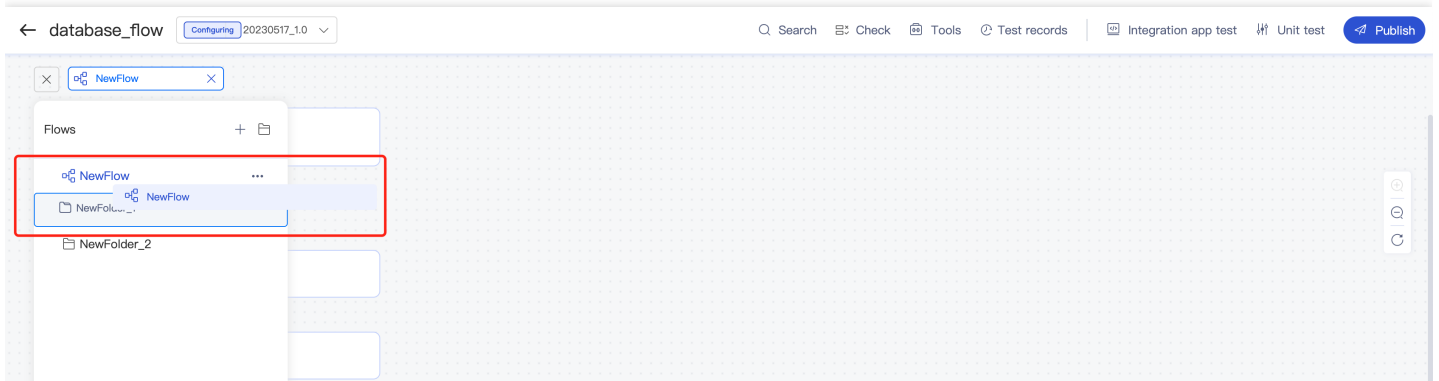 database_flow Configuring 20230517_1.0 Search Check Tools Test records Integration app test Unit test Publish
NewFlow
Flows
NewFlow
NewFlow
NewFolder_2